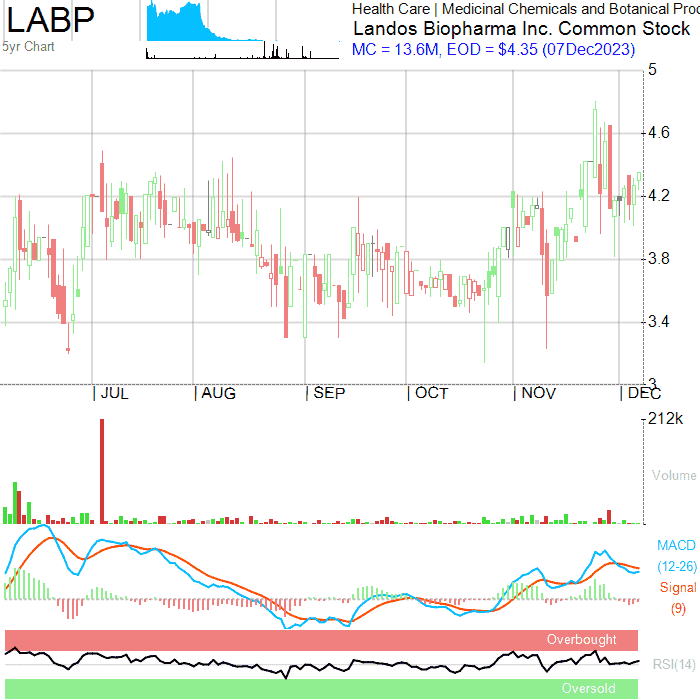 LABP
5yr Chart
Health Care | Medicinal Chemicals and Botanical Prod
Landos Biopharma Inc. Common Stock
MC = 13.6M, EOD = $4.35 (07Dec2023)
5
4.6
4.2
3.8
3.4
3
JUL AUG SEP OCT NOV DEC
212k
Volume
MACD
(12-26)
Signal
(9)
Overbought
RSI(14)
Oversold